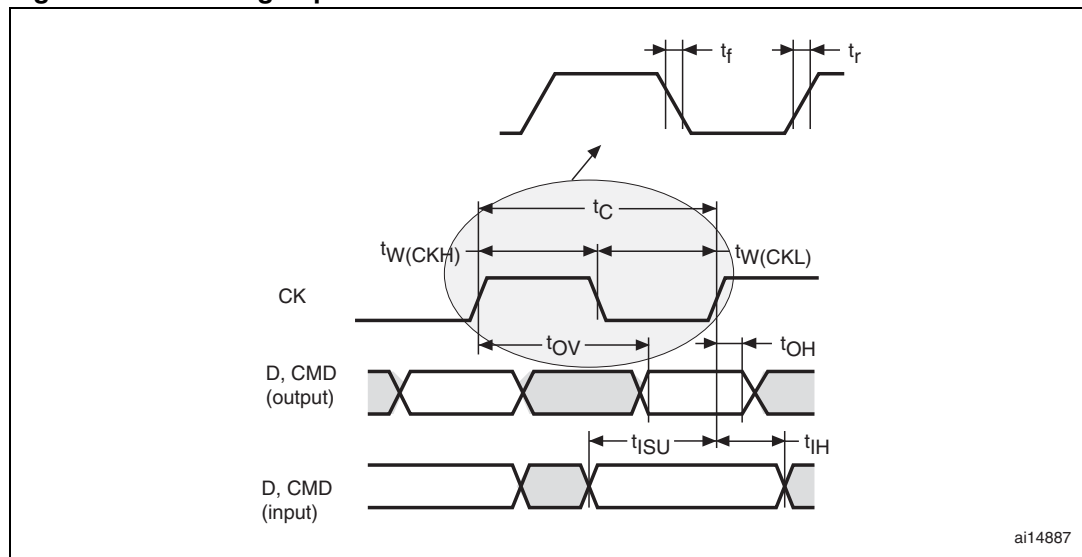 tf
tr
tC
tW(CKH)
tW(CKL)
CK
tOV
tOH
D, CMD
(output)
tISU
tIH
D, CMD
(input)
ai14887